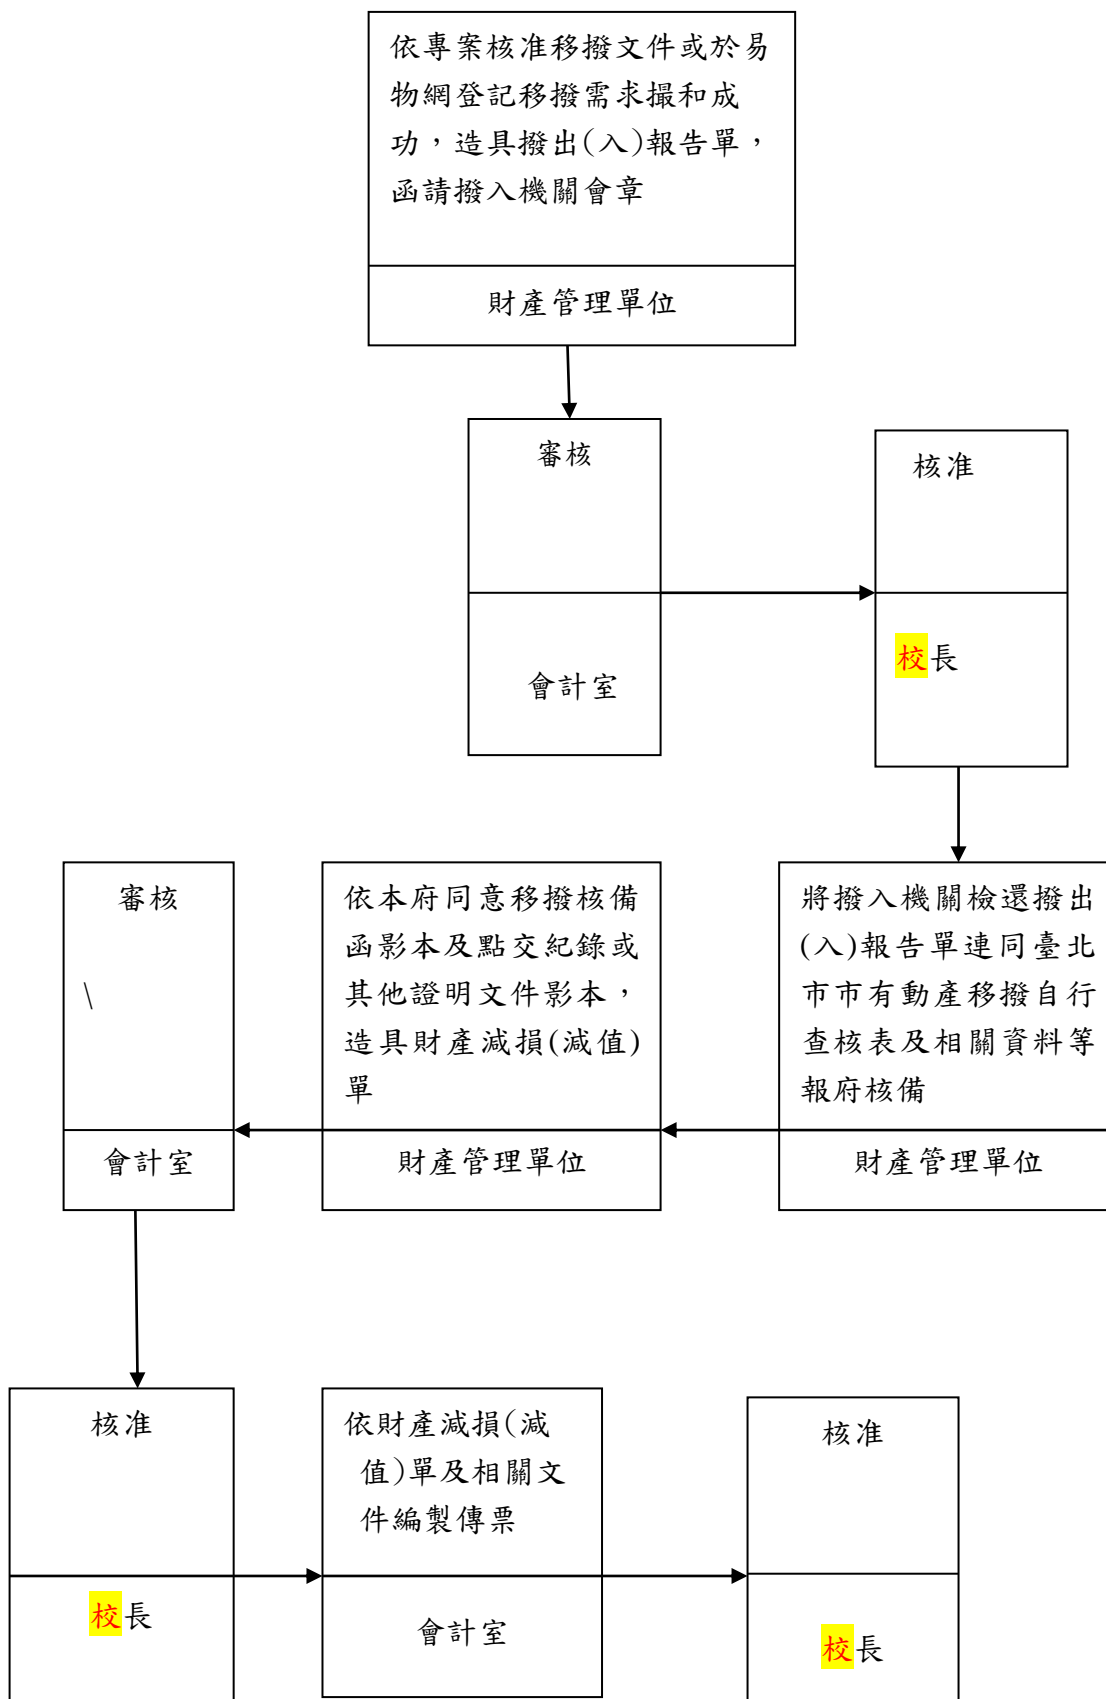 依專案核准移撥文件或於易
物網登記移撥需求撮和成
功，造具撥出(入)報告單，
函請撥入機關會章
財產管理單位
審核
會計室
核准
校長
將撥入機關檢還撥出
(入)報告單連同臺北
市市有動產移撥自行
查核表及相關資料等
報府核備
財產管理單位
依本府同意移撥核備
函影本及點交紀錄或
其他證明文件影本，
造具財產減損(減值)
單
財產管理單位
審核
\
會計室
核准
校長
依財產減損(減
值)單及相關文
件編製傳票
會計室
核准
校長